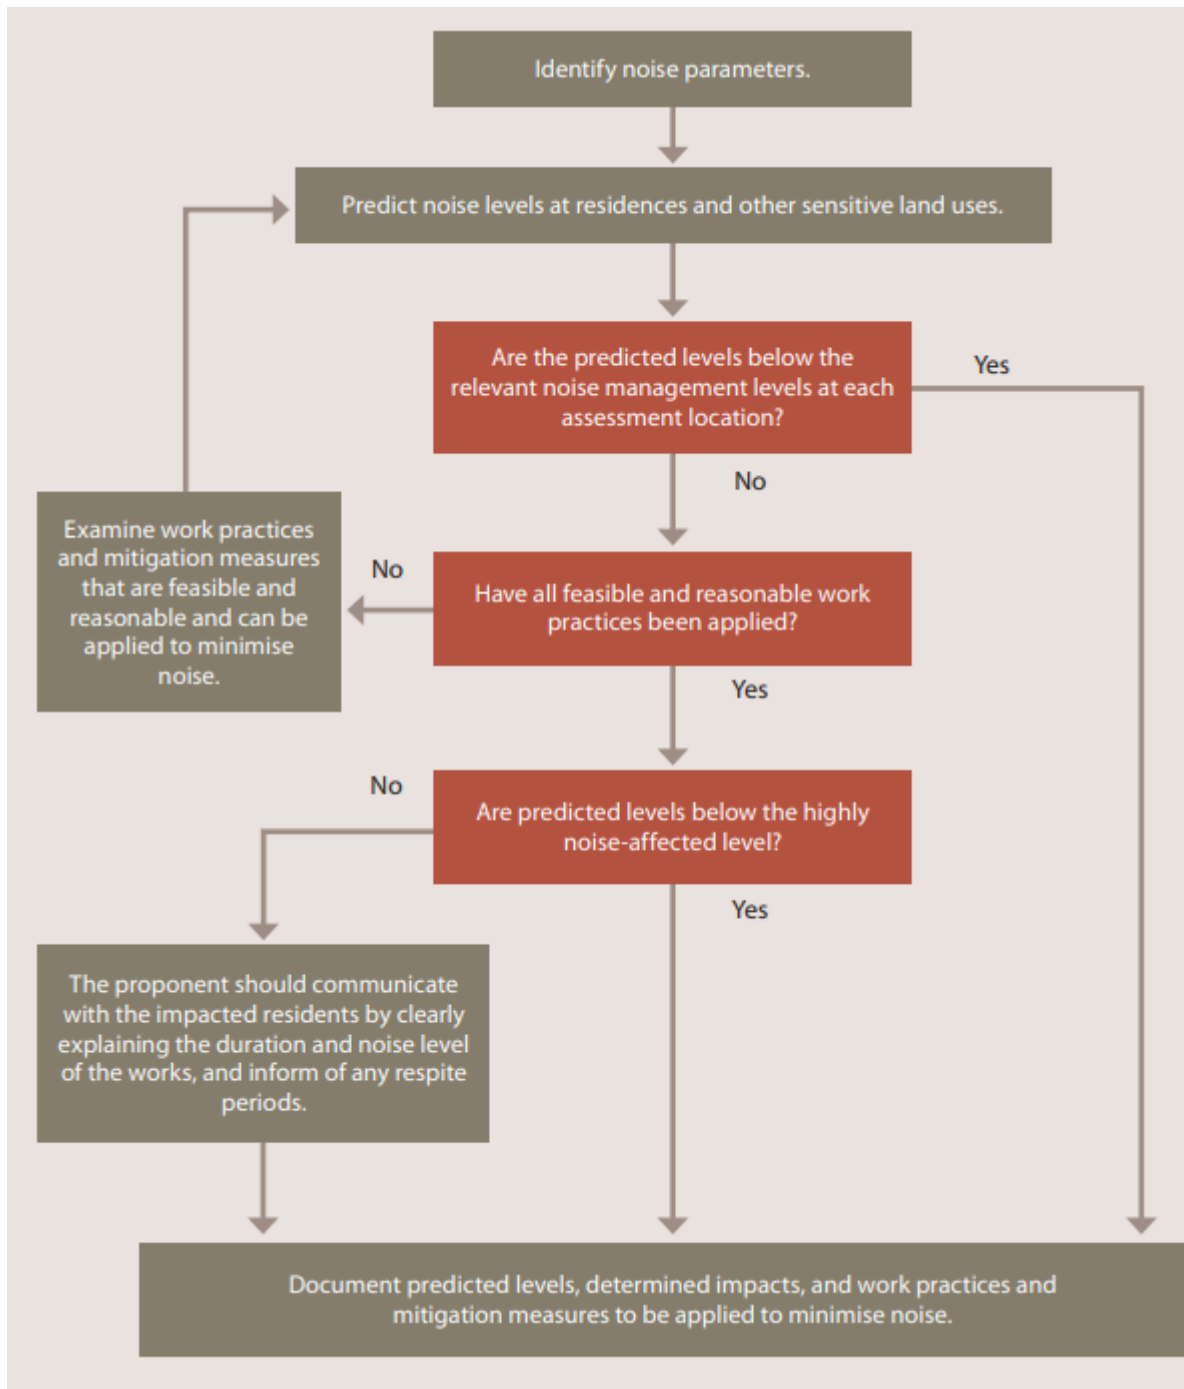 Identify noise parameters.
Predict noise levels at residences and other sensitive land uses.
Are the predicted levels below the
relevant noise management levels at each
assessment location?
Yes
No
Examine work practices
and mitigation measures
that are feasible and
reasonable and can be
applied to minimise
noise.
No
Have all feasible and reasonable work
practices been applied?
Yes
No
Are predicted levels below the highly
noise-affected level?
Yes
The proponent should communicate
with the impacted residents by clearly
explaining the duration and noise level
of the works, and inform of any respite
periods.
Document predicted levels, determined impacts, and work practices and
mitigation measures to be applied to minimise noise.